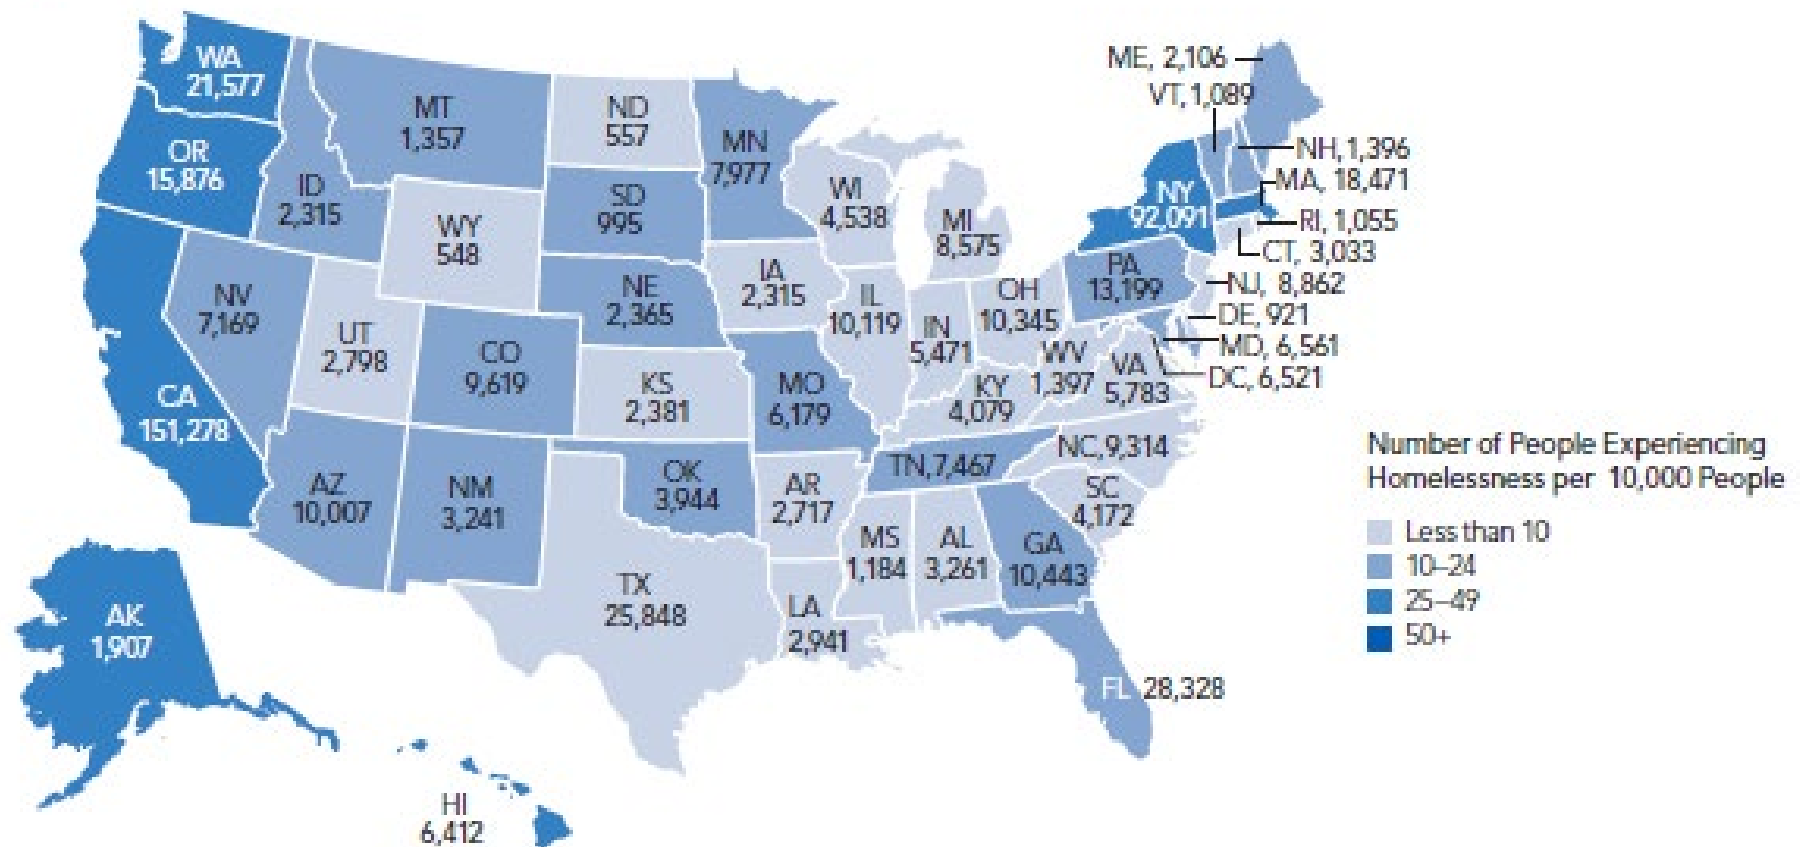 WA
21,577
OR
15,876
CA
151,278
ID
2,315
NV
7,169
MT
1,357
WY
548
UT
2,798
AZ
10,007
CO
9,619
NM
3,241
ND
557
SD
995
NE
2,365
KS
2,381
OK
3,944
TX
25,848
MN
7,977
IA
2,315
MO
6,179
AR
2,717
LA
2,941
WI
4,538
IL
10,119
MI
8,575
IN
5,471
OH
10,345
KY
4,079
TN, 7,467
MS
1,184
AL
3,261
GA
10,443
FL 28,328
SC
4,172
NC, 9,314
WV
1,397
VA
5,783
PA
13,199
NY
92,091
ME, 2,106
VT, 1,089
NH, 1,396
MA, 18,471
RI, 1,055
CT, 3,033
NJ, 8,862
DE, 921
MD, 6,561
DC, 6,521
AK
1,907
HI
6,412
Number of People Experiencing
Homelessness per 10,000 People
Less than 10
10–24
25–49
50+